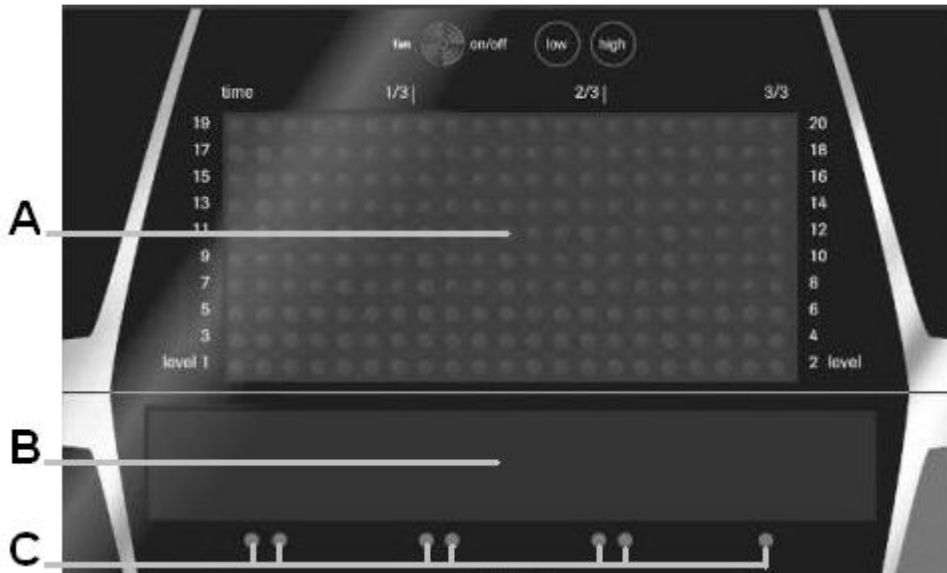 fan on/off low high
time 1/3 2/3 3/3
19 20
17 18
15 16
13 14
A 11 12
9 10
7 8
5 6
3 4
level 1 2 level
B
C